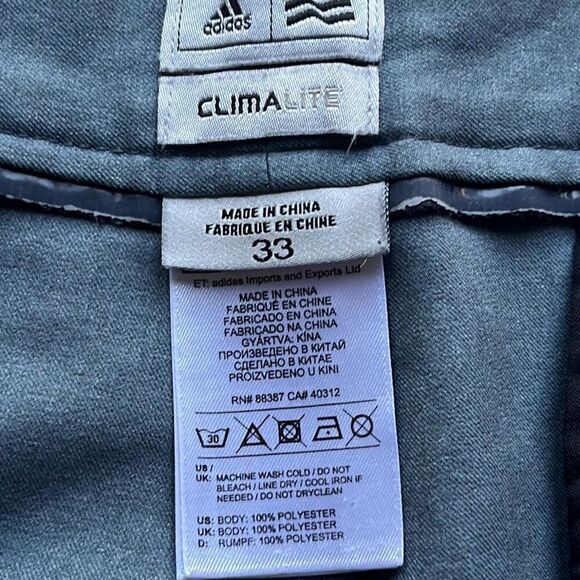 adidas
CLIMALITE
MADE IN CHINA
FABRIQUE EN CHINE
33
ET: adidas Imports and Exports Ltd
MADE IN CHINA
FABRIQUÉ EN CHINE
FABRICADO EN CHINA
FABRICADO NA CHINA
GYÁRTVA: KÍNA
ПРОИЗВЕДЕНО В КИТАЙ
СДЕЛАНО В КИТАЕ
PROIZVEDENO U KINI
RN# 88387 CA# 40312
30
US /
UK: MACHINE WASH COLD / DO NOT
BLEACH / LINE DRY / COOL IRON IF
NEEDED / DO NOT DRYCLEAN
US: BODY: 100% POLYESTER
UK: BODY: 100% POLYESTER
D: RUMPF: 100% POLYESTER